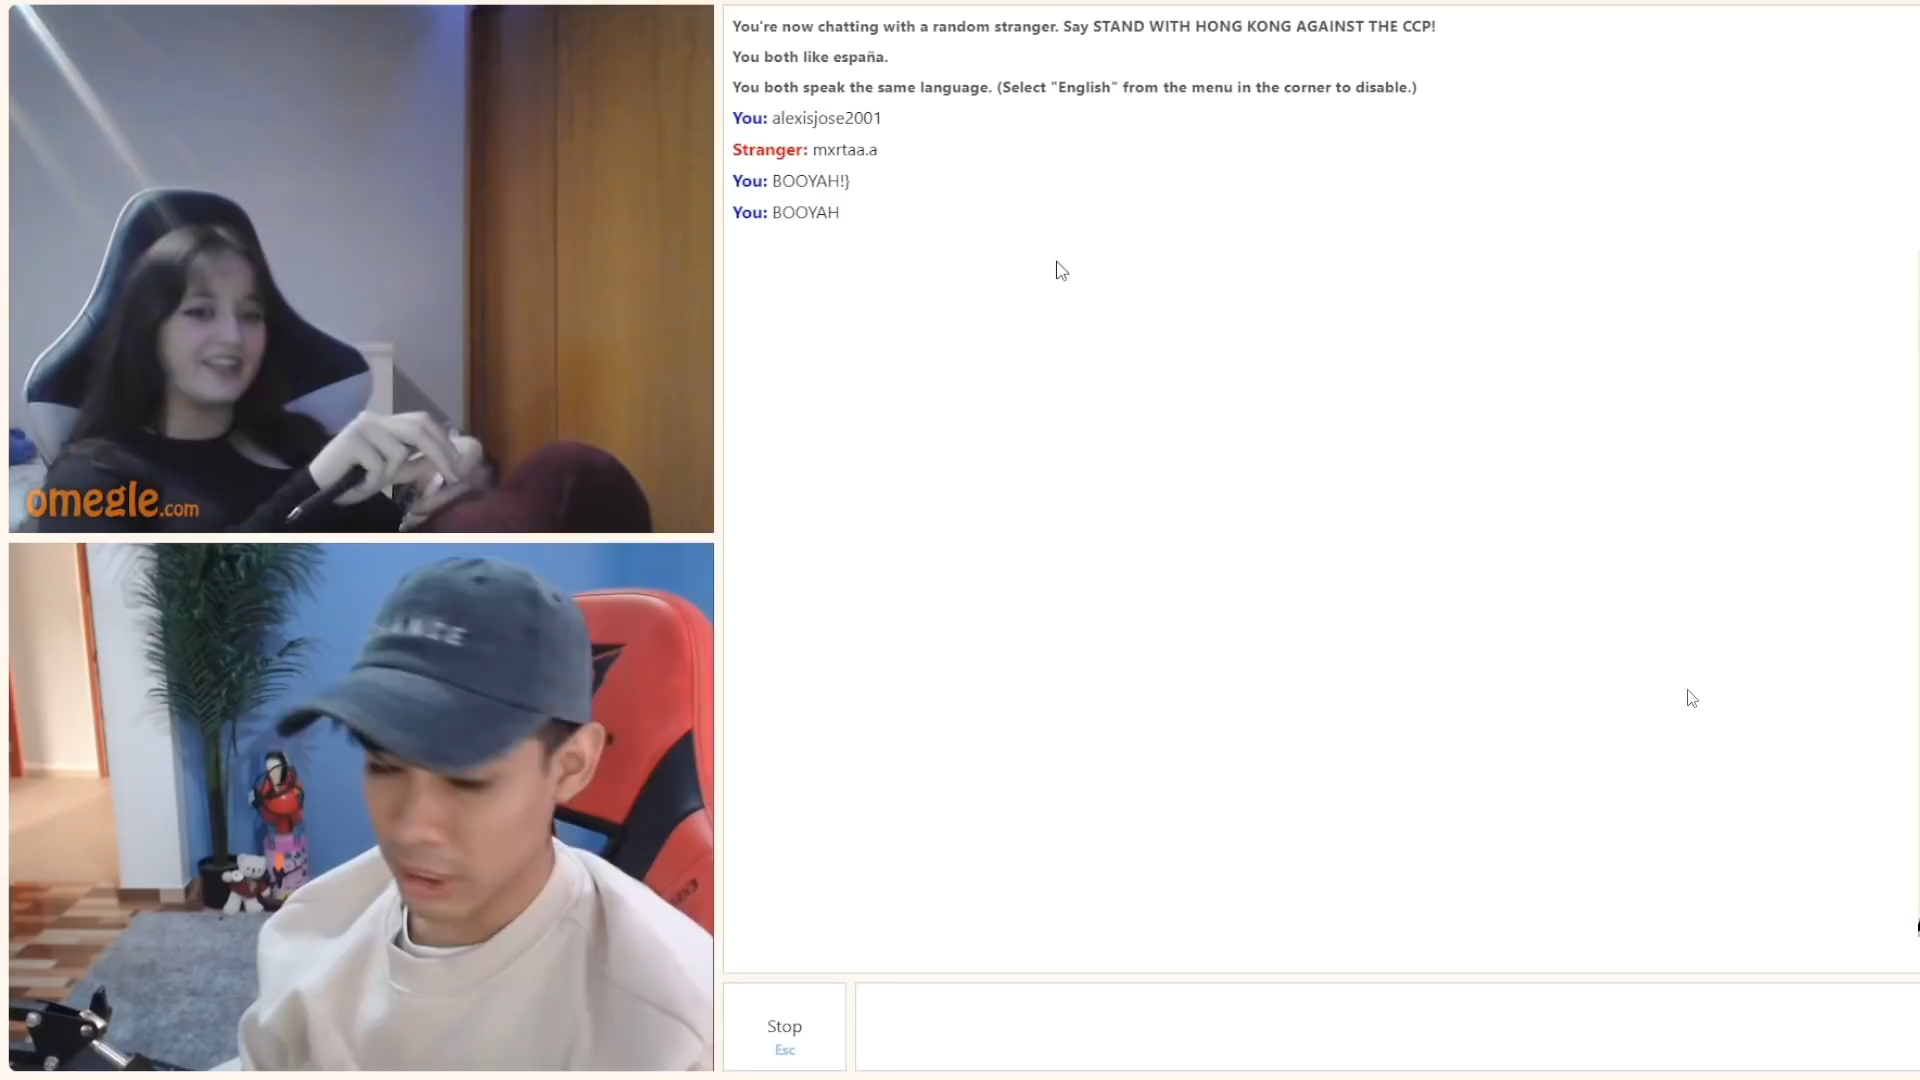 You're now chatting with a random stranger. Say STAND WITH HONG KONG AGAINST THE CCP!
You both like españa.
You both speak the same language. (Select "English" from the menu in the corner to disable.)
You: alexisjose2001
Stranger: mxrtaa.a
You: BOOYAH!}
You: BOOYAH
omegle.com
Stop
Esc